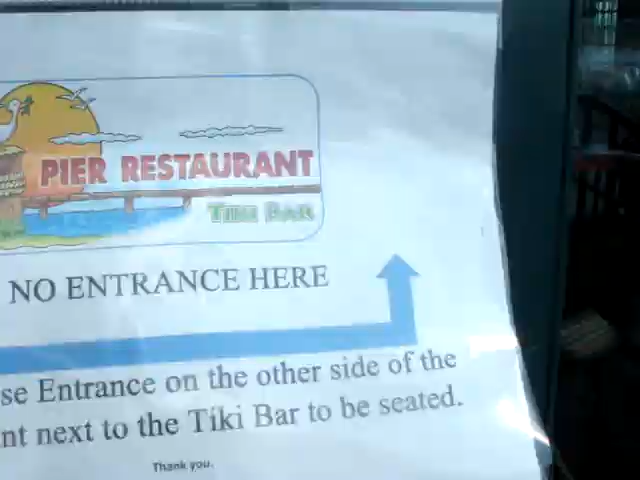 PIER RESTAURANT
TIKI BAR
NO ENTRANCE HERE
se Entrance on the other side of the
nt next to the Tiki Bar to be seated.
Thank you.